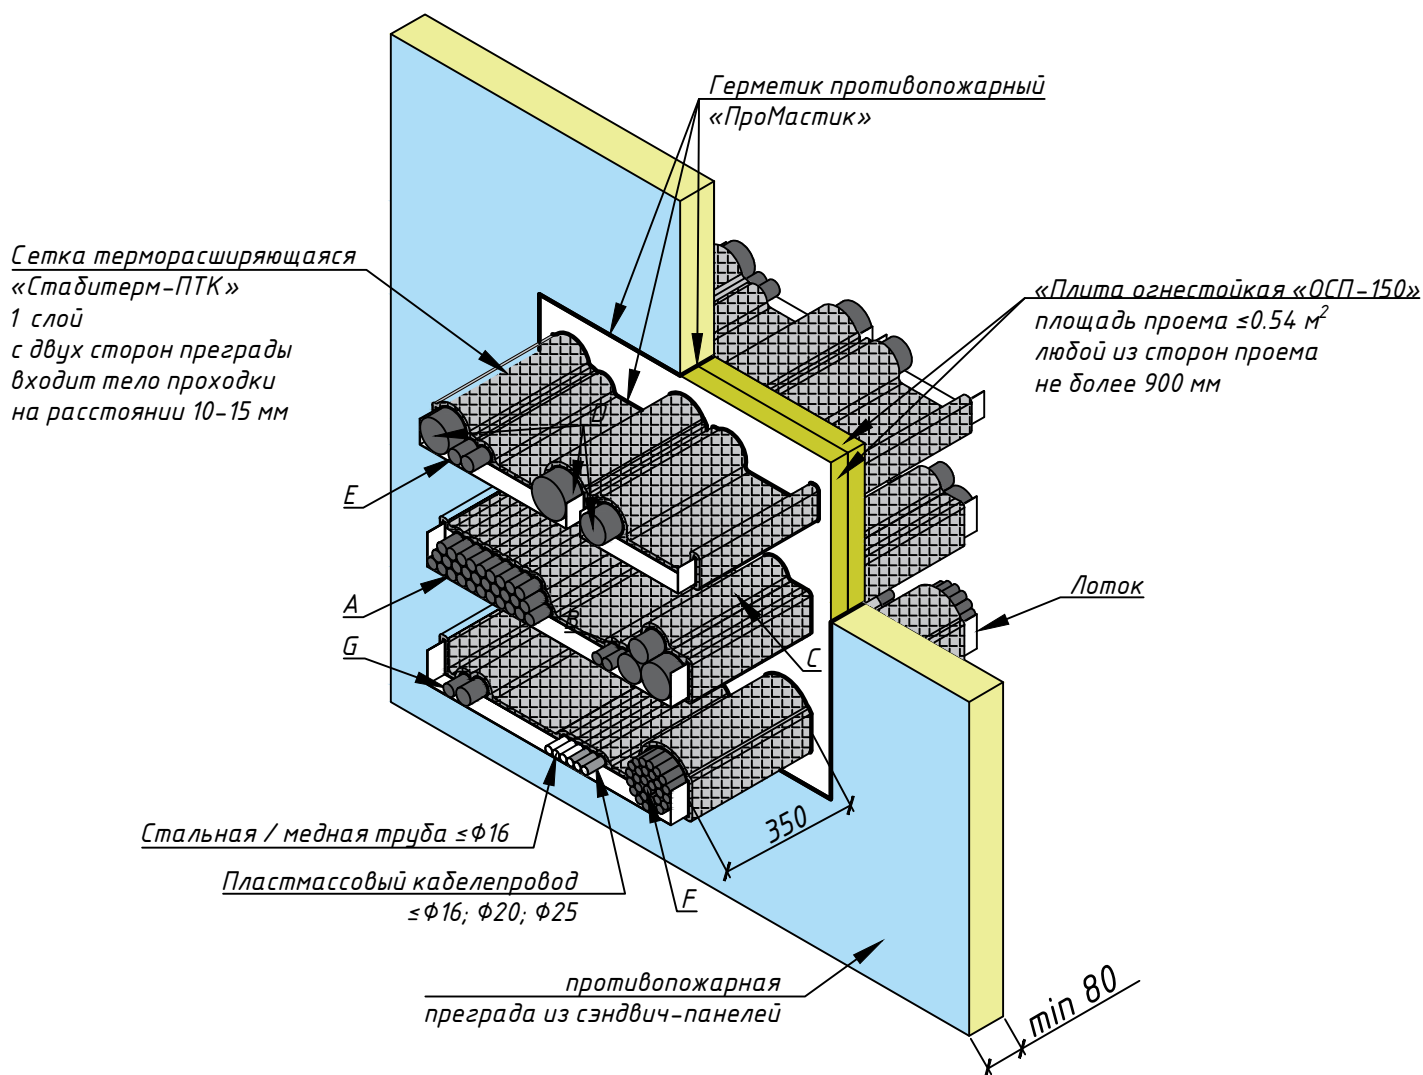 Герметик противопожарный
«ПроМастик»
Сетка терморасширяющаяся
«Стабитерм-ПТК»
1 слой
с двух сторон преграды
входит тело проходки
на расстоянии 10-15 мм
«Плита огнестойкая «ОСП-150»
площадь проема ≤0.54 м²
любой из сторон проема
не более 900 мм
D
E
A
B
G
C
Лоток
350
Стальная / медная труба ≤Ф16
Пластмассовый кабелепровод
≤Ф16; Ф20; Ф25
F
противопожарная
преграда из сэндвич-панелей
min 80